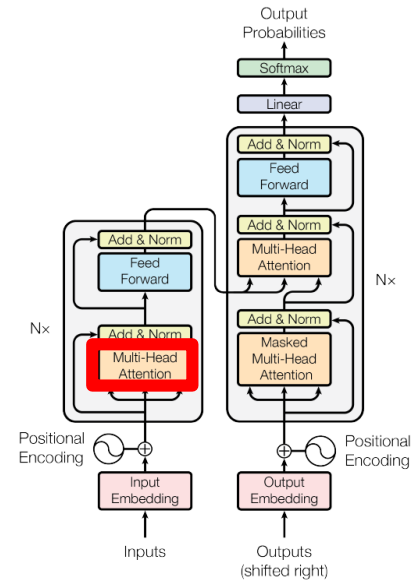 Output
Probabilities
Softmax
Linear
Add & Norm
Feed
Forward
Add & Norm
Multi-Head
Attention
Add & Norm
Masked
Multi-Head
Attention
Nx
Add & Norm
Feed
Forward
Add & Norm
Multi-Head
Attention
Nx
Positional
Encoding
Input
Embedding
Inputs
Positional
Encoding
Output
Embedding
Outputs
(shifted right)